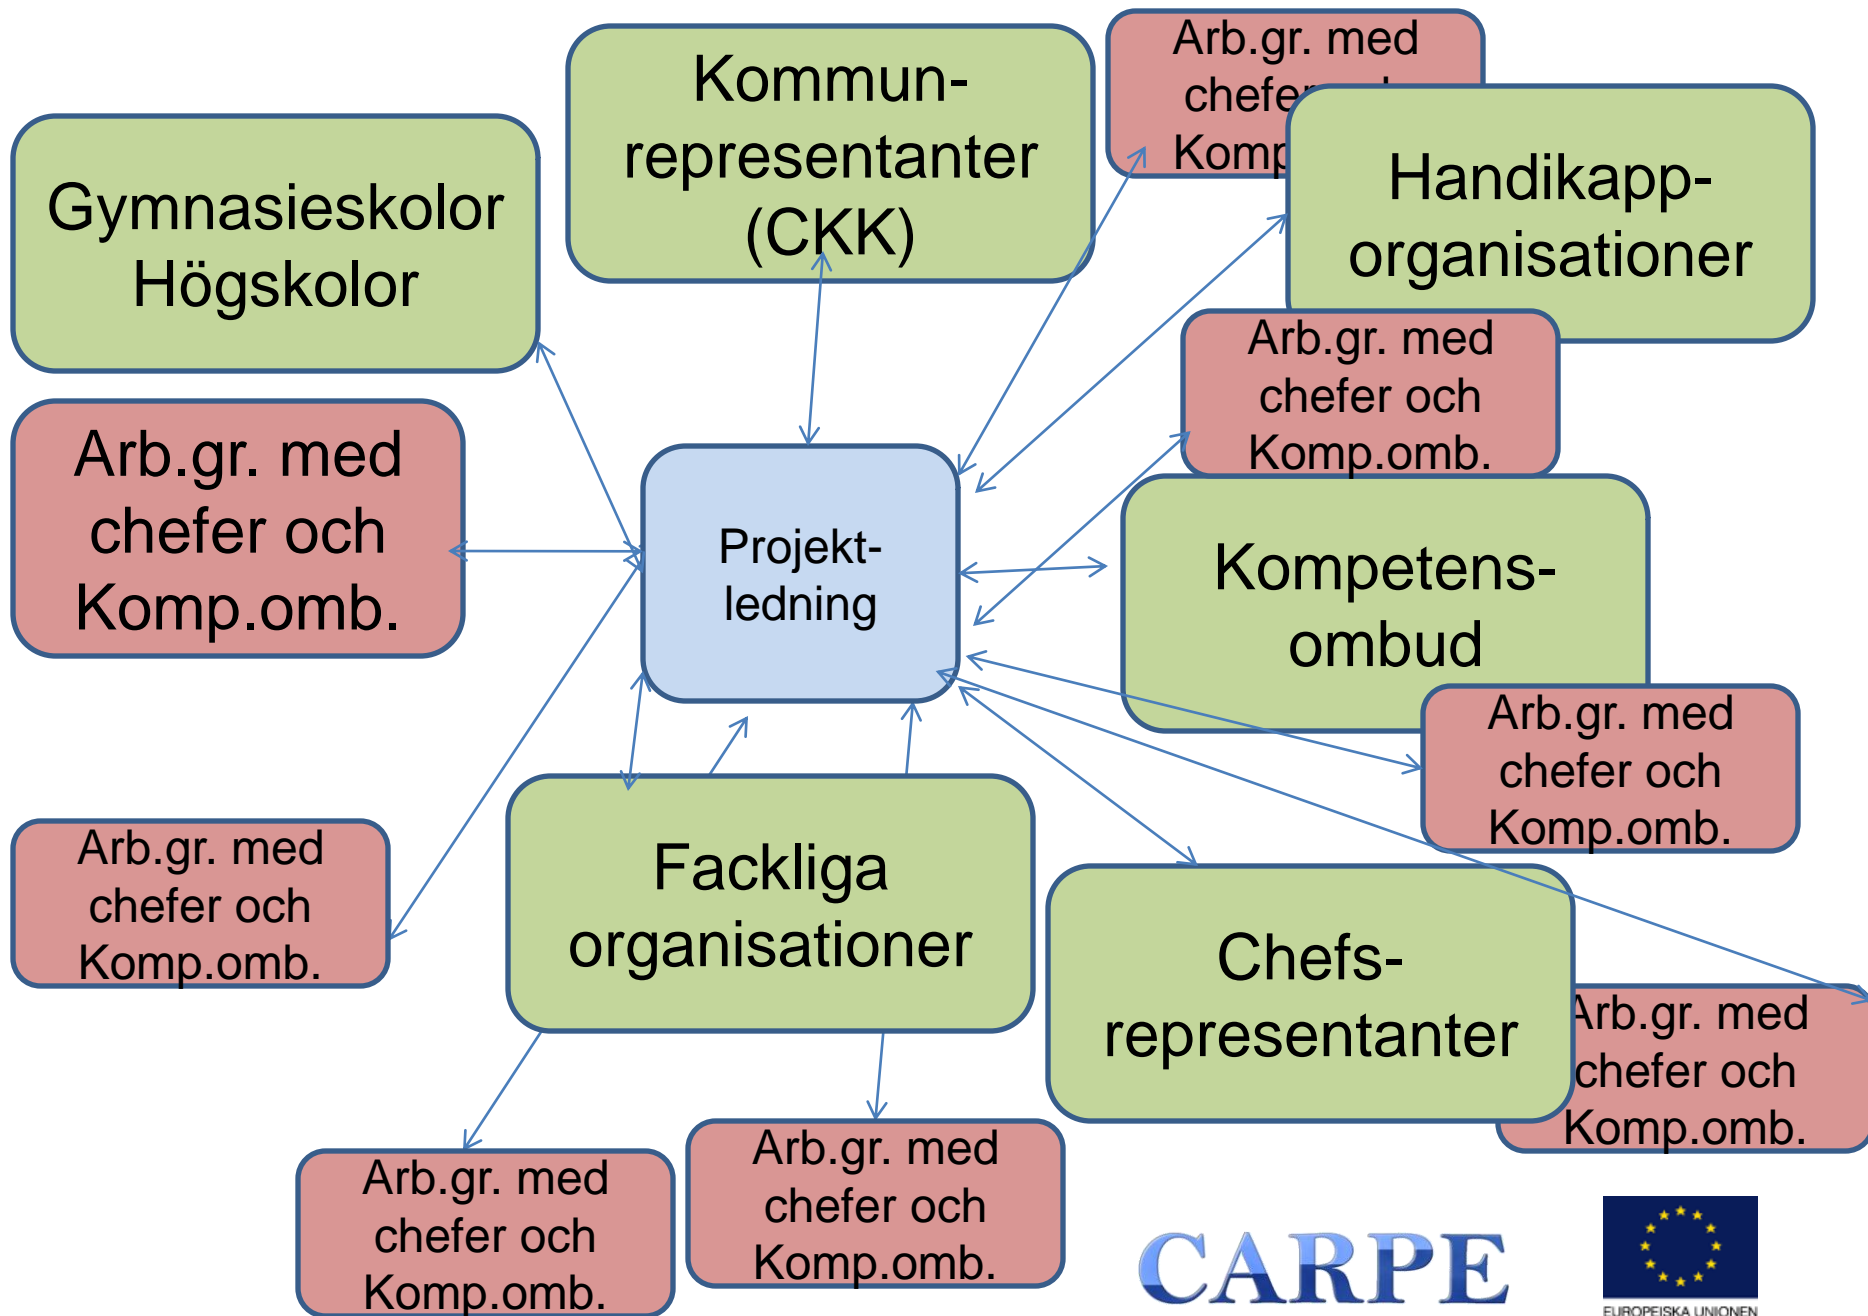 Kommun-
representanter
(CKK)
Arb.gr. med
chefer
Komp
Handikapp-
organisationer
Gymnasieskolor
Högskolor
Arb.gr. med
chefer och
Komp.omb.
Arb.gr. med
chefer och
Komp.omb.
Projekt-
ledning
Kompetens-
ombud
Arb.gr. med
chefer och
Komp.omb.
Arb.gr. med
chefer och
Komp.omb.
Fackliga
organisationer
Chefs-
representanter
Arb.gr. med
chefer och
Komp.omb.
Arb.gr. med
chefer och
Komp.omb.
Arb.gr. med
chefer och
Komp.omb.
CARPE
EUROPEISKA UNIONEN